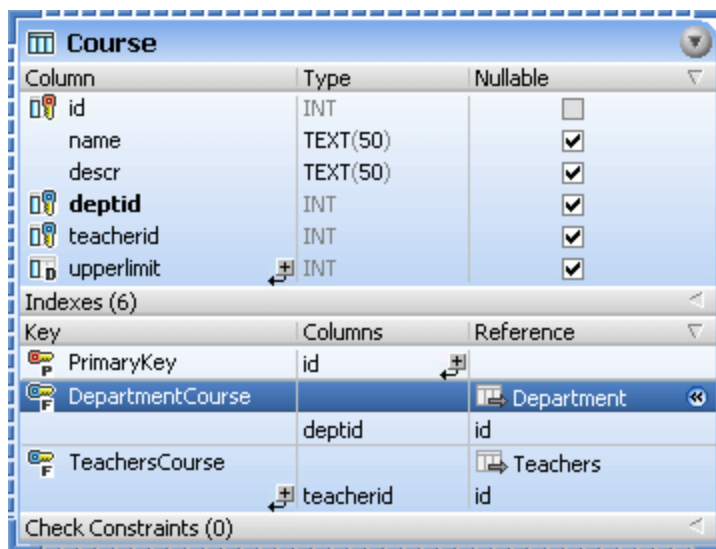 Course
Column Type Nullable
id INT
name TEXT(50)
descr TEXT(50)
deptid INT
teacherid INT
D upperlimit INT
Indexes (6)
Key Columns Reference
P PrimaryKey id
F DepartmentCourse Department
deptid id
F TeachersCourse Teachers
teacherid id
Check Constraints (0)